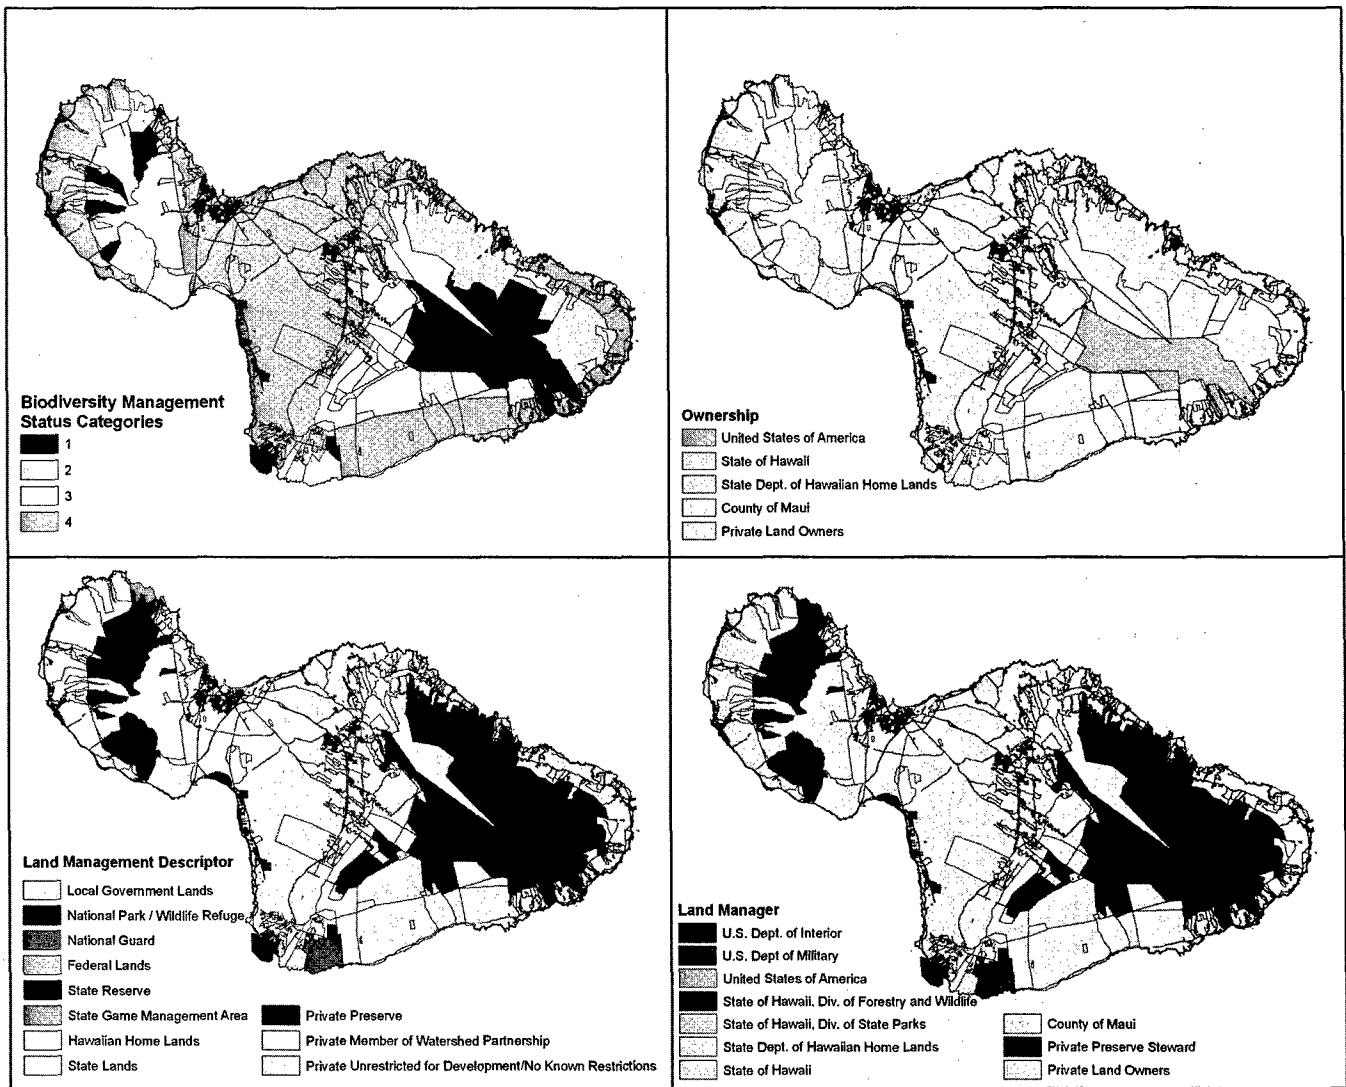 Biodiversity Management
Status Categories
1
2
3
4
Ownership
United States of America
State of Hawaii
State Dept. of Hawaiian Home Lands
County of Maui
Private Land Owners
Land Management Descriptor
Local Government Lands
National Park / Wildlife Refuge
National Guard
Federal Lands
State Reserve
State Game Management Area
Hawaiian Home Lands
State Lands
Private Preserve
Private Member of Watershed Partnership
Private Unrestricted for Development/No Known Restrictions
Land Manager
U.S. Dept. of Interior
U.S. Dept of Military
United States of America
State of Hawaii, Div. of Forestry and Wildlife
State of Hawaii, Div. of State Parks
State Dept. of Hawaiian Home Lands
State of Hawaii
County of Maui
Private Preserve Steward
Private Land Owners